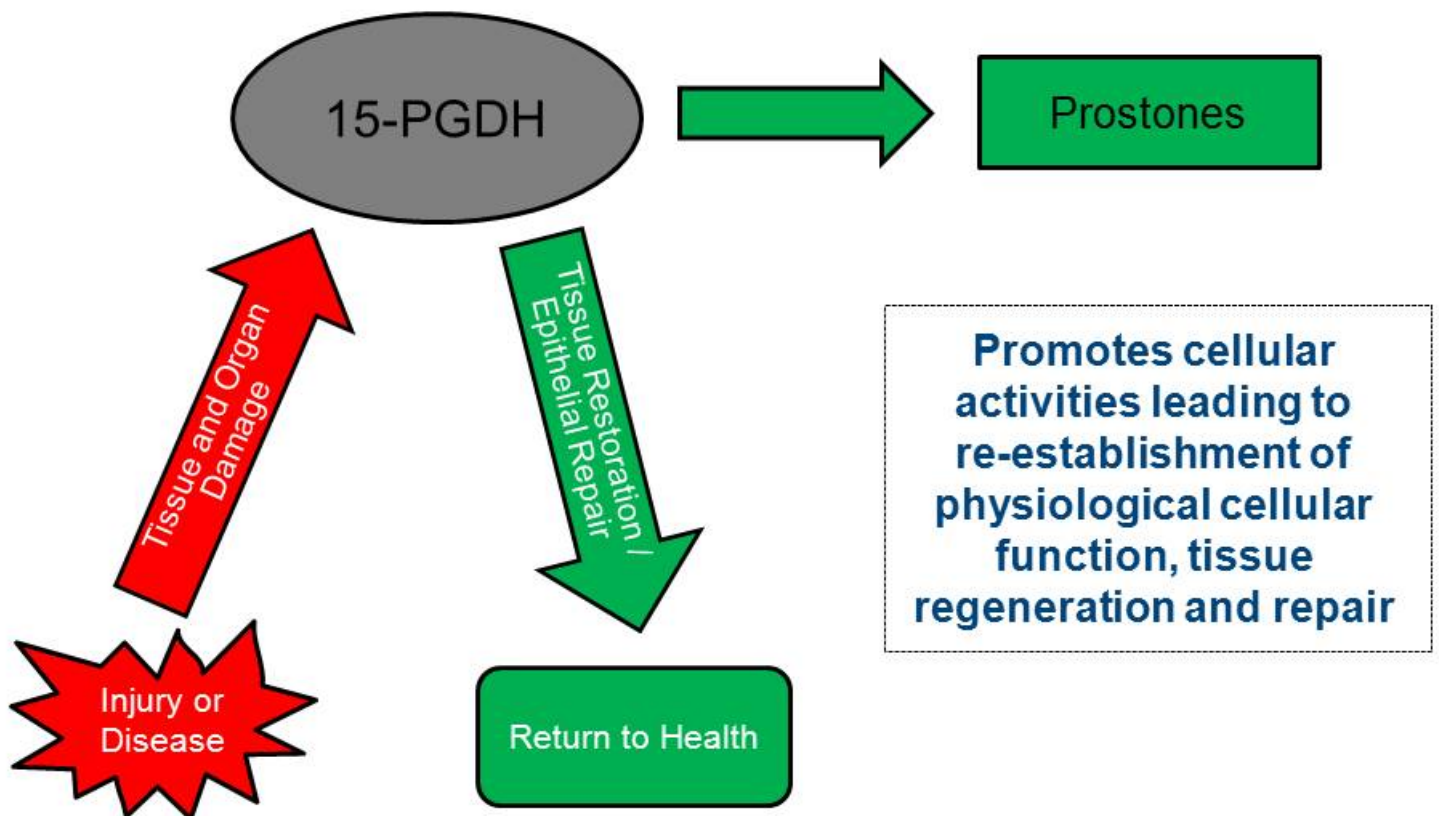 15-PGDH
Prostones
Tissue and Organ
Damage
Tissue Restoration /
Epithelial Repair
Promotes cellular
activities leading to
re-establishment of
physiological cellular
function, tissue
regeneration and repair
Injury or
Disease
Return to Health